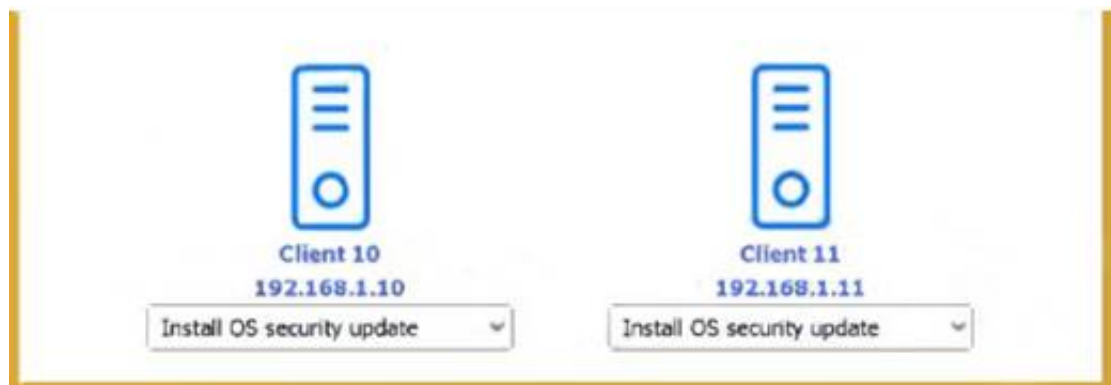 Client 10
192.168.1.10
Install OS security update
Client 11
192.168.1.11
Install OS security update